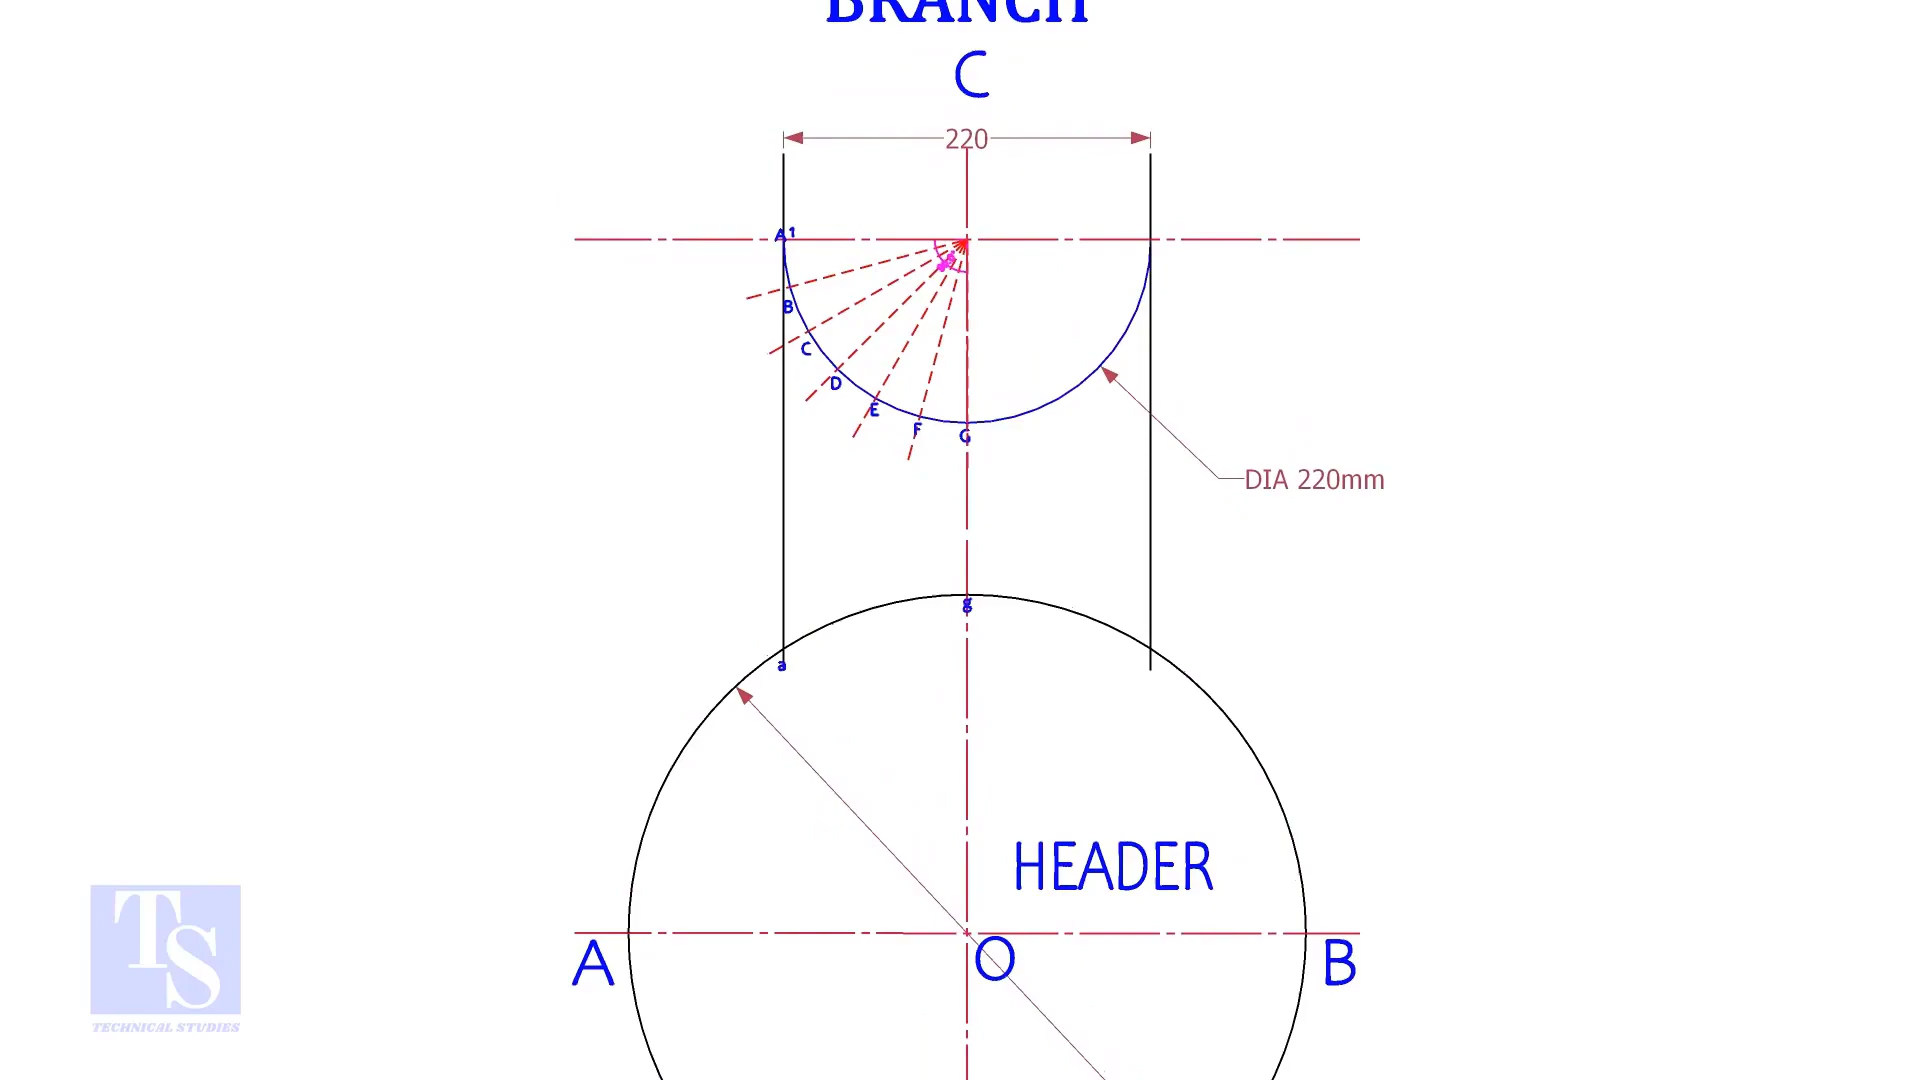 BRANCH
C
220
A¹
B
C
D
E
F
G
DIA 220mm
g
a
HEADER
A
O
B
TS
TECHNICAL STUDIES